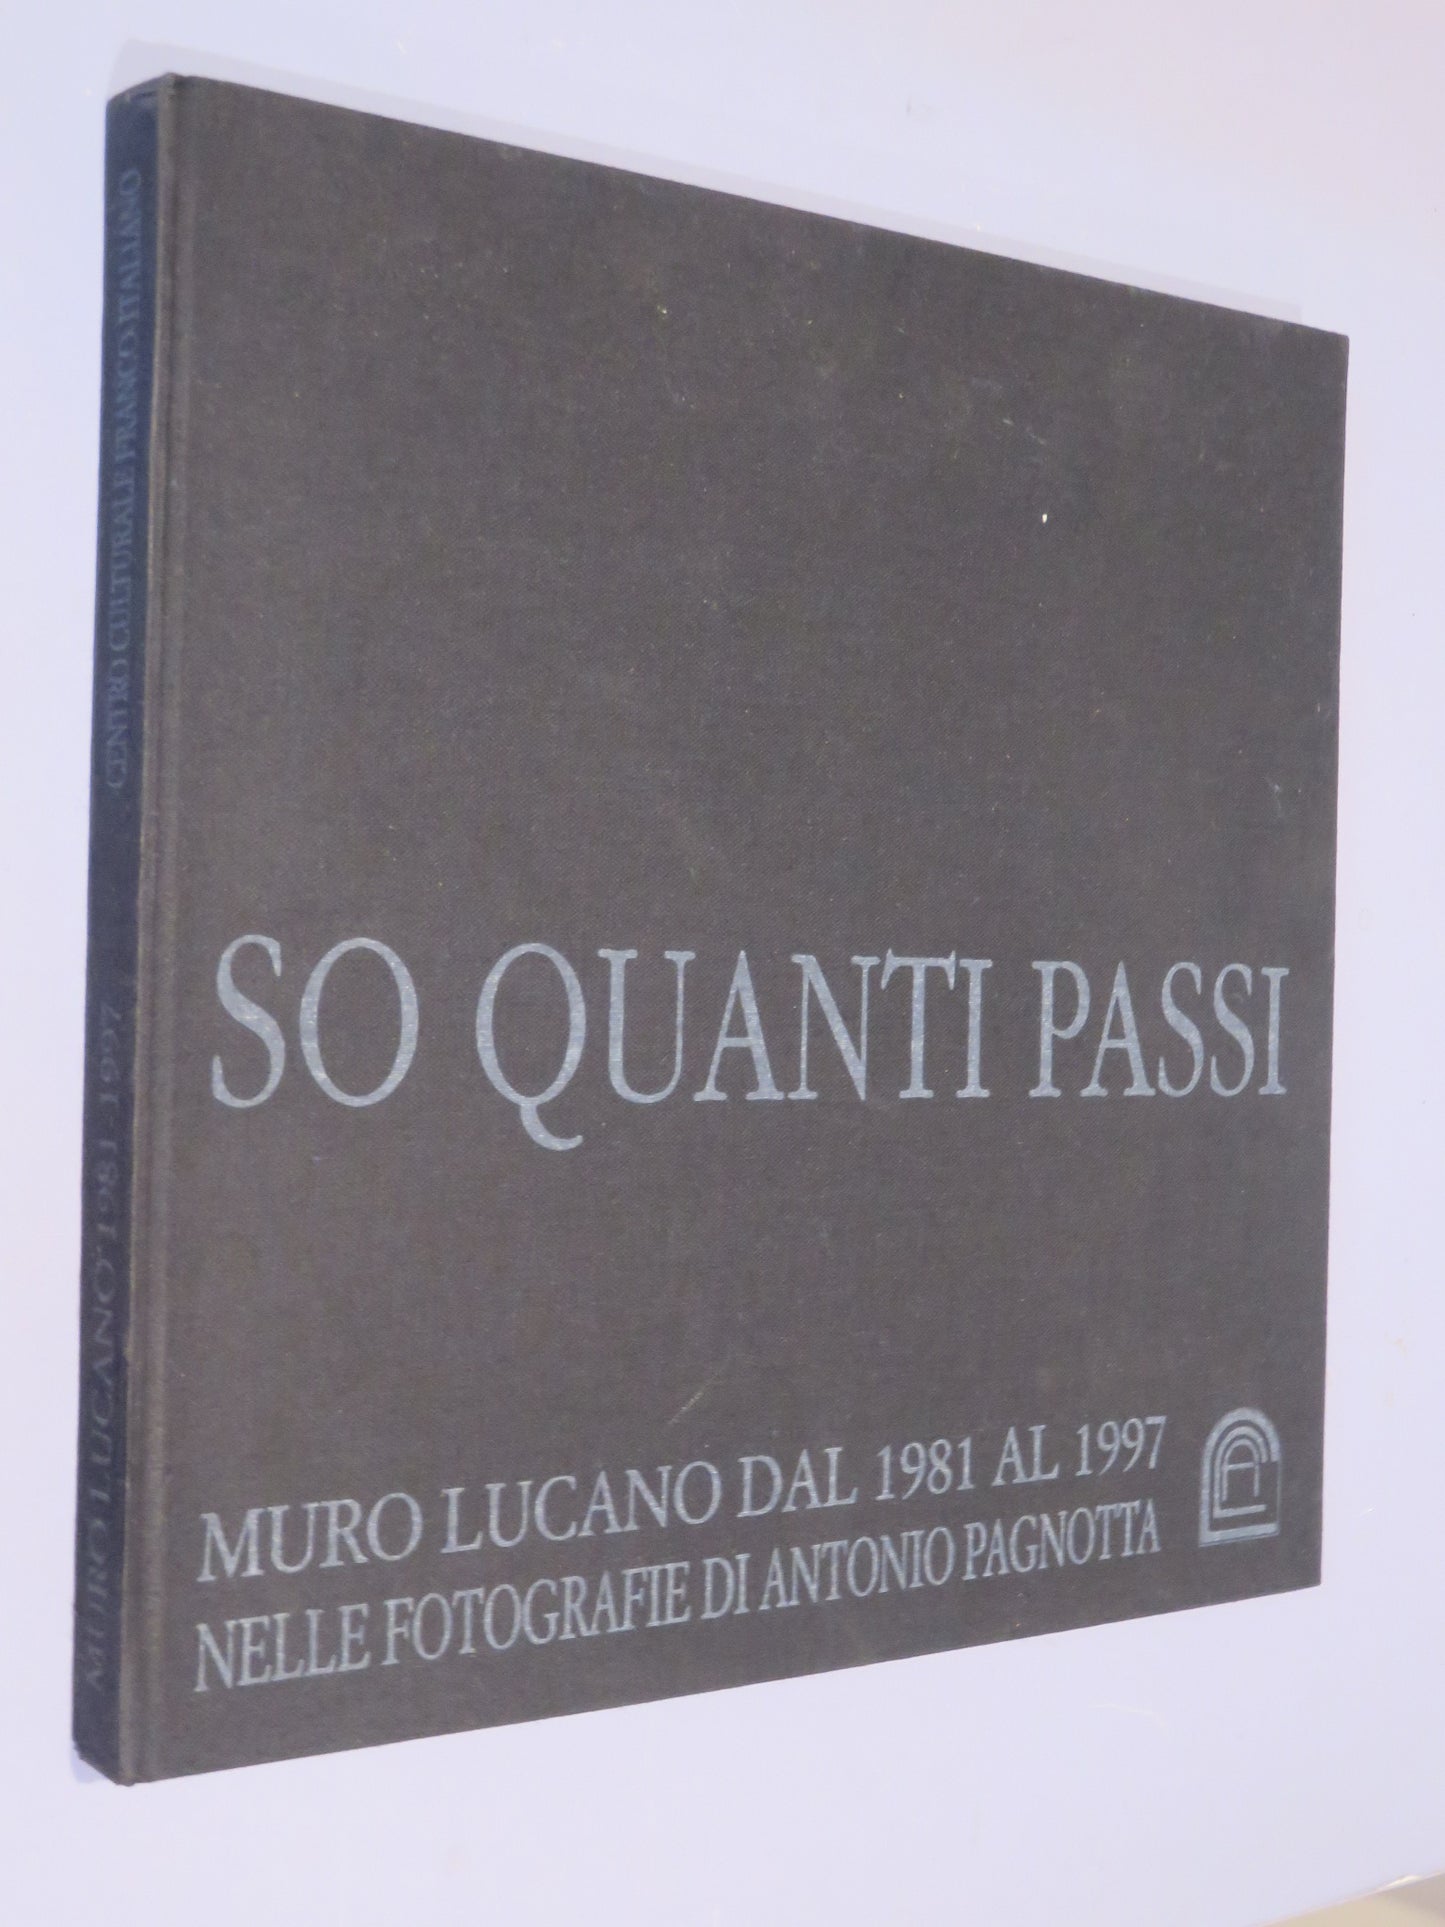 SO QUANTI PASSI
MURO LUCANO DAL 1981 AL 1997
NELLE FOTOGRAFIE DI ANTONIO PAGNOTTA
MURO LUCANO 1981-1997
CENTRO CULTURALE FRANCO ITALIANO